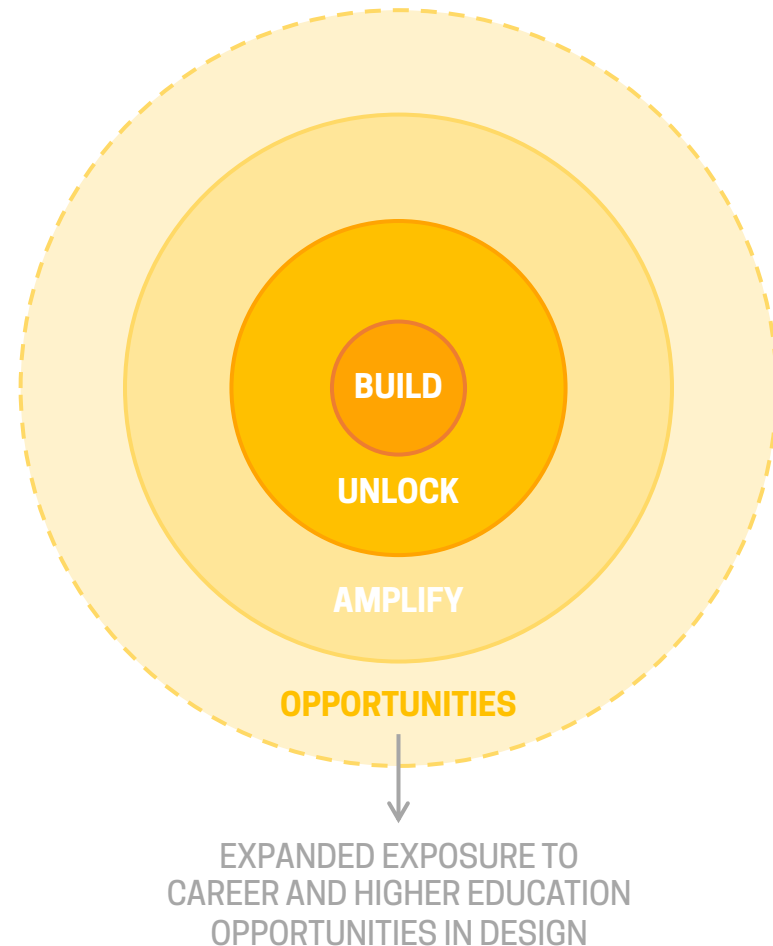 BUILD
UNLOCK
AMPLIFY
OPPORTUNITIES
EXPANDED EXPOSURE TO
CAREER AND HIGHER EDUCATION
OPPORTUNITIES IN DESIGN